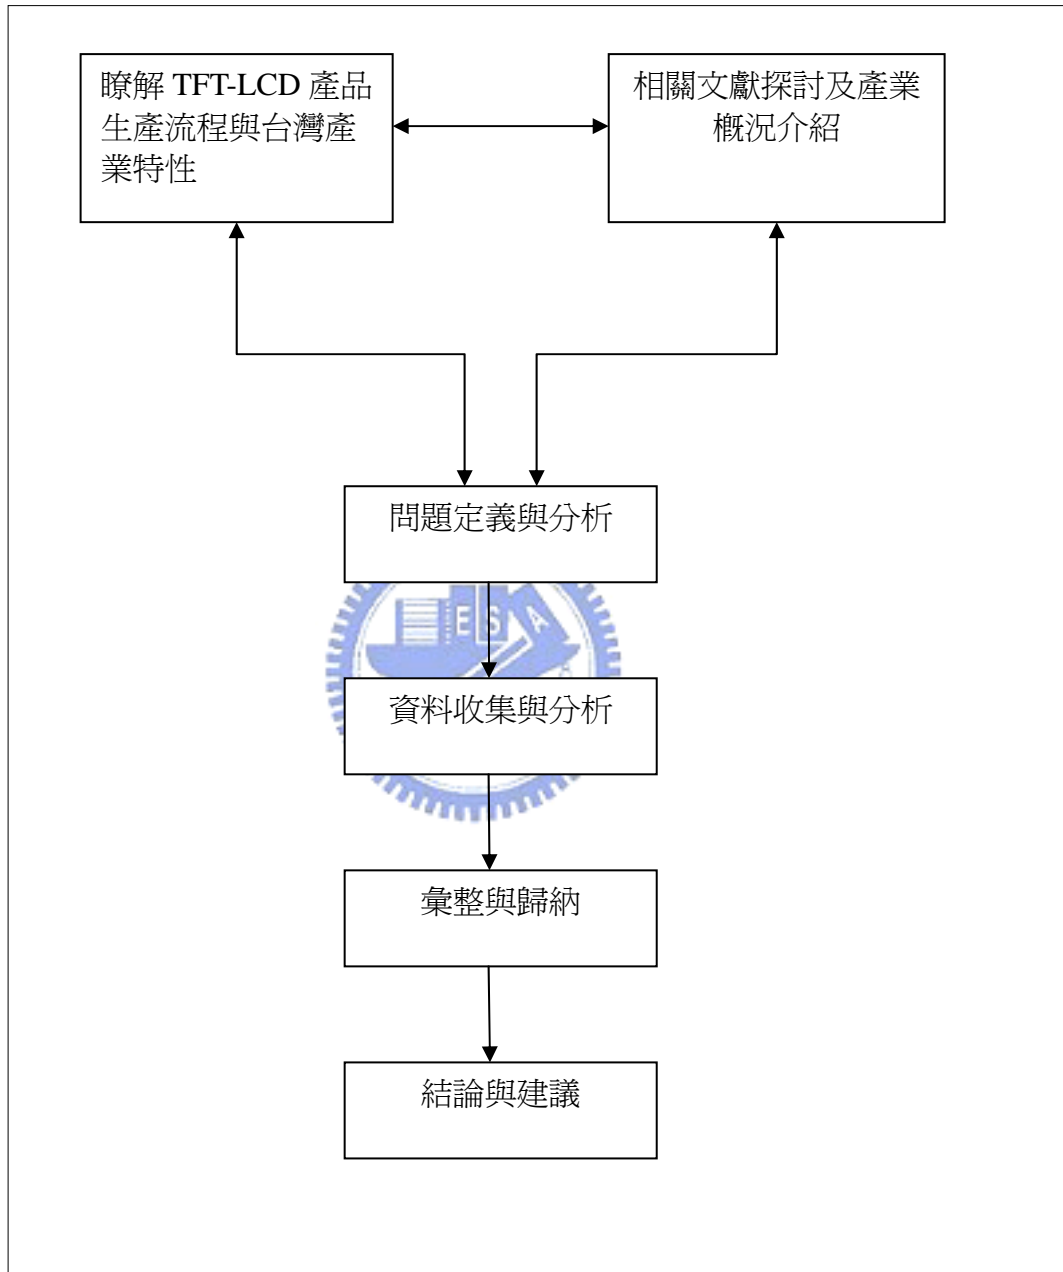 瞭解 TFT-LCD 產品
生產流程與台灣產
業特性
相關文獻探討及產業
概況介紹
問題定義與分析
E S A
資料收集與分析
彙整與歸納
結論與建議